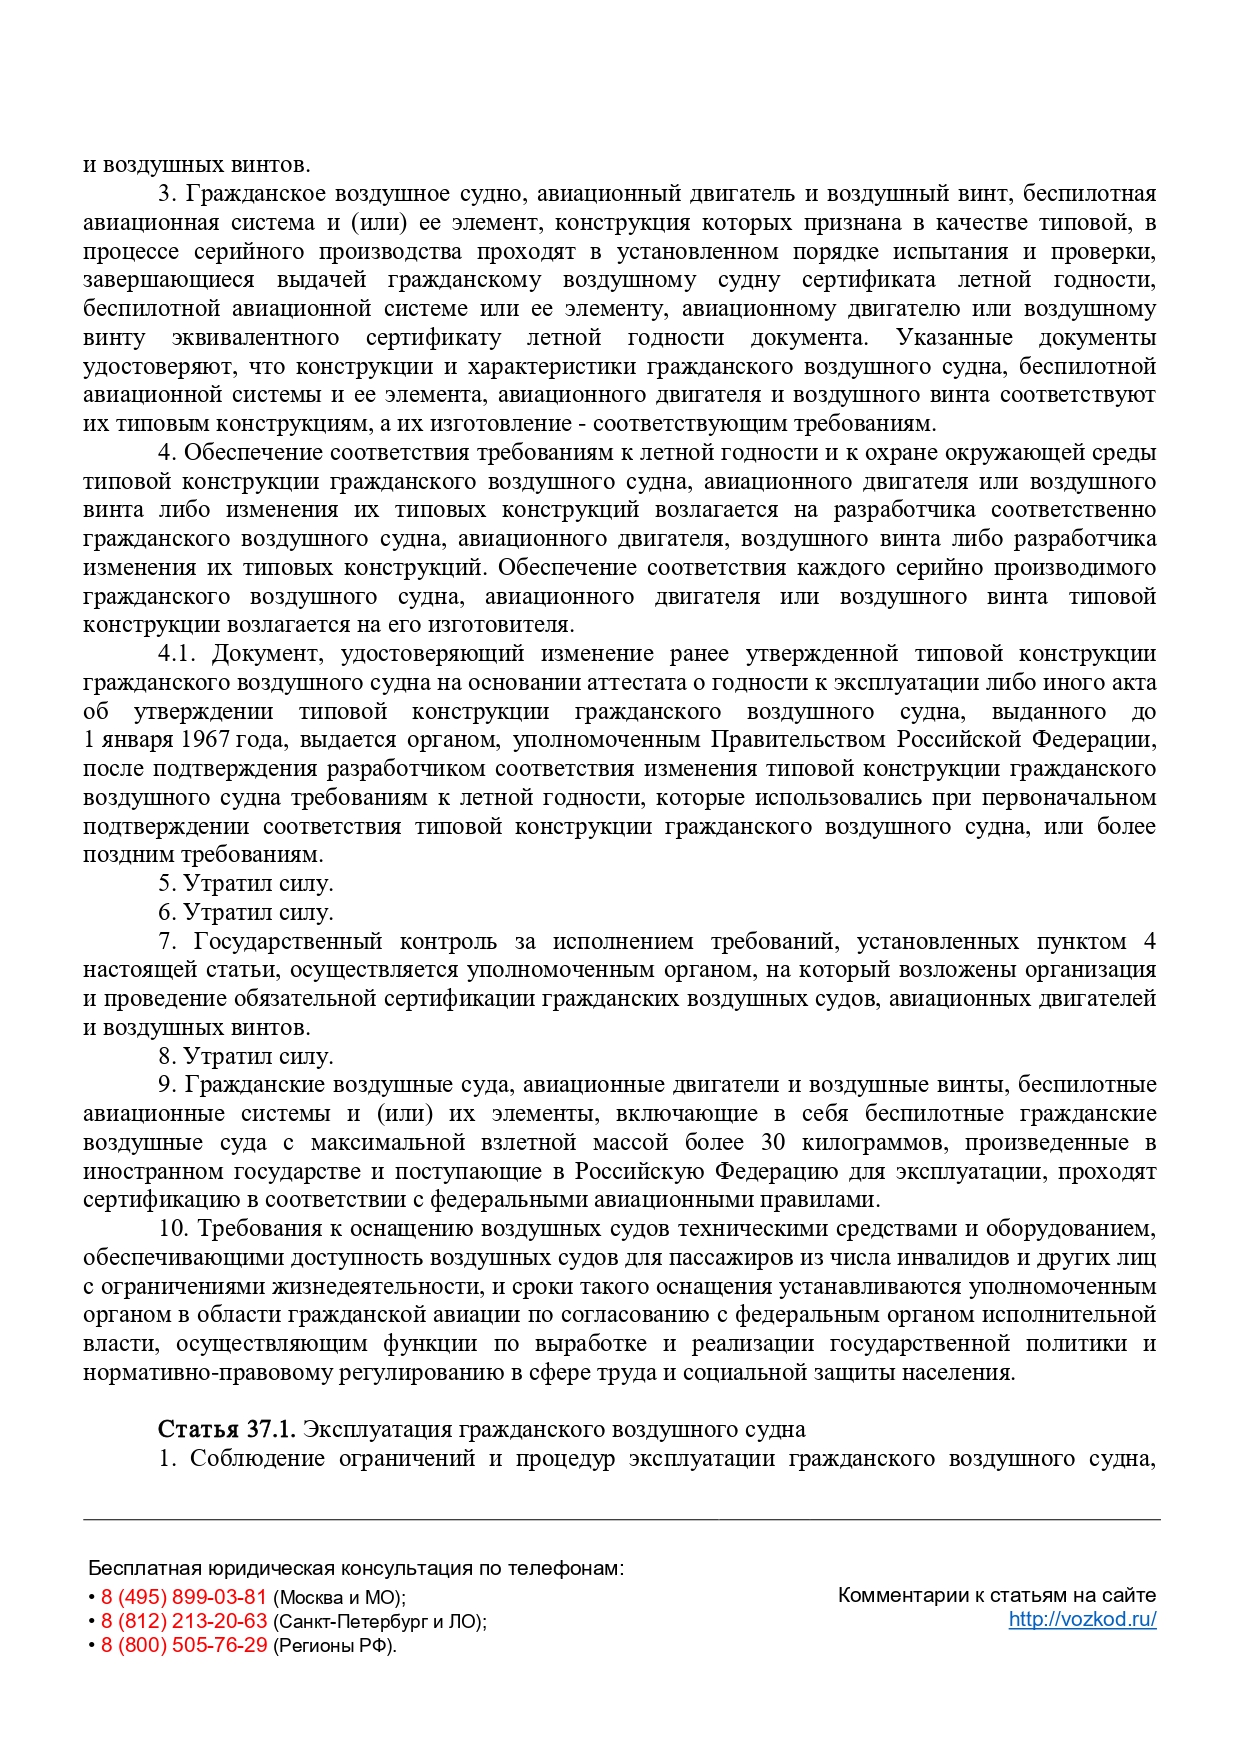 и воздушных винтов.
3. Гражданское воздушное судно, авиационный двигатель и воздушный винт, беспилотная
авиационная система и (или) ее элемент, конструкция которых признана в качестве типовой, в
процессе серийного производства проходят в установленном порядке испытания и проверки,
завершающиеся выдачей гражданскому воздушному судну сертификата летной годности,
беспилотной авиационной системе или ее элементу, авиационному двигателю или воздушному
винту эквивалентного сертификату летной годности документа. Указанные документы
удостоверяют, что конструкции и характеристики гражданского воздушного судна, беспилотной
авиационной системы и ее элемента, авиационного двигателя и воздушного винта соответствуют
их типовым конструкциям, а их изготовление - соответствующим требованиям.
4. Обеспечение соответствия требованиям к летной годности и к охране окружающей среды
типовой конструкции гражданского воздушного судна, авиационного двигателя или воздушного
винта либо изменения их типовых конструкций возлагается на разработчика соответственно
гражданского воздушного судна, авиационного двигателя, воздушного винта либо разработчика
изменения их типовых конструкций. Обеспечение соответствия каждого серийно производимого
гражданского воздушного судна, авиационного двигателя или воздушного винта типовой
конструкции возлагается на его изготовителя.
4.1. Документ, удостоверяющий изменение ранее утвержденной типовой конструкции
гражданского воздушного судна на основании аттестата о годности к эксплуатации либо иного акта
об утверждении типовой конструкции гражданского воздушного судна, выданного до
1 января 1967 года, выдается органом, уполномоченным Правительством Российской Федерации,
после подтверждения разработчиком соответствия изменения типовой конструкции гражданского
воздушного судна требованиям к летной годности, которые использовались при первоначальном
подтверждении соответствия типовой конструкции гражданского воздушного судна, или более
поздним требованиям.
5. Утратил силу.
6. Утратил силу.
7. Государственный контроль за исполнением требований, установленных пунктом 4
настоящей статьи, осуществляется уполномоченным органом, на который возложены организация
и проведение обязательной сертификации гражданских воздушных судов, авиационных двигателей
и воздушных винтов.
8. Утратил силу.
9. Гражданские воздушные суда, авиационные двигатели и воздушные винты, беспилотные
авиационные системы и (или) их элементы, включающие в себя беспилотные гражданские
воздушные суда с максимальной взлетной массой более 30 килограммов, произведенные в
иностранном государстве и поступающие в Российскую Федерацию для эксплуатации, проходят
сертификацию в соответствии с федеральными авиационными правилами.
10. Требования к оснащению воздушных судов техническими средствами и оборудованием,
обеспечивающими доступность воздушных судов для пассажиров из числа инвалидов и других лиц
с ограничениями жизнедеятельности, и сроки такого оснащения устанавливаются уполномоченным
органом в области гражданской авиации по согласованию с федеральным органом исполнительной
власти, осуществляющим функции по выработке и реализации государственной политики и
нормативно-правовому регулированию в сфере труда и социальной защиты населения.
Статья 37.1. Эксплуатация гражданского воздушного судна
1. Соблюдение ограничений и процедур эксплуатации гражданского воздушного судна,
Бесплатная юридическая консультация по телефонам:
• 8 (495) 899-03-81 (Москва и МО);
• 8 (812) 213-20-63 (Санкт-Петербург и ЛО);
• 8 (800) 505-76-29 (Регионы РФ).
Комментарии к статьям на сайте
http://vozkod.ru/